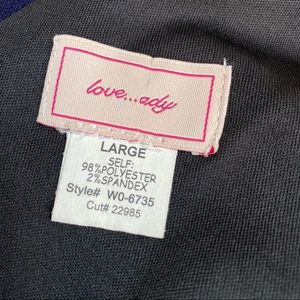 love...ady
LARGE
SELF:
98%POLYESTER
2%SPANDEX
Style# W0-6735
Cut# 22985